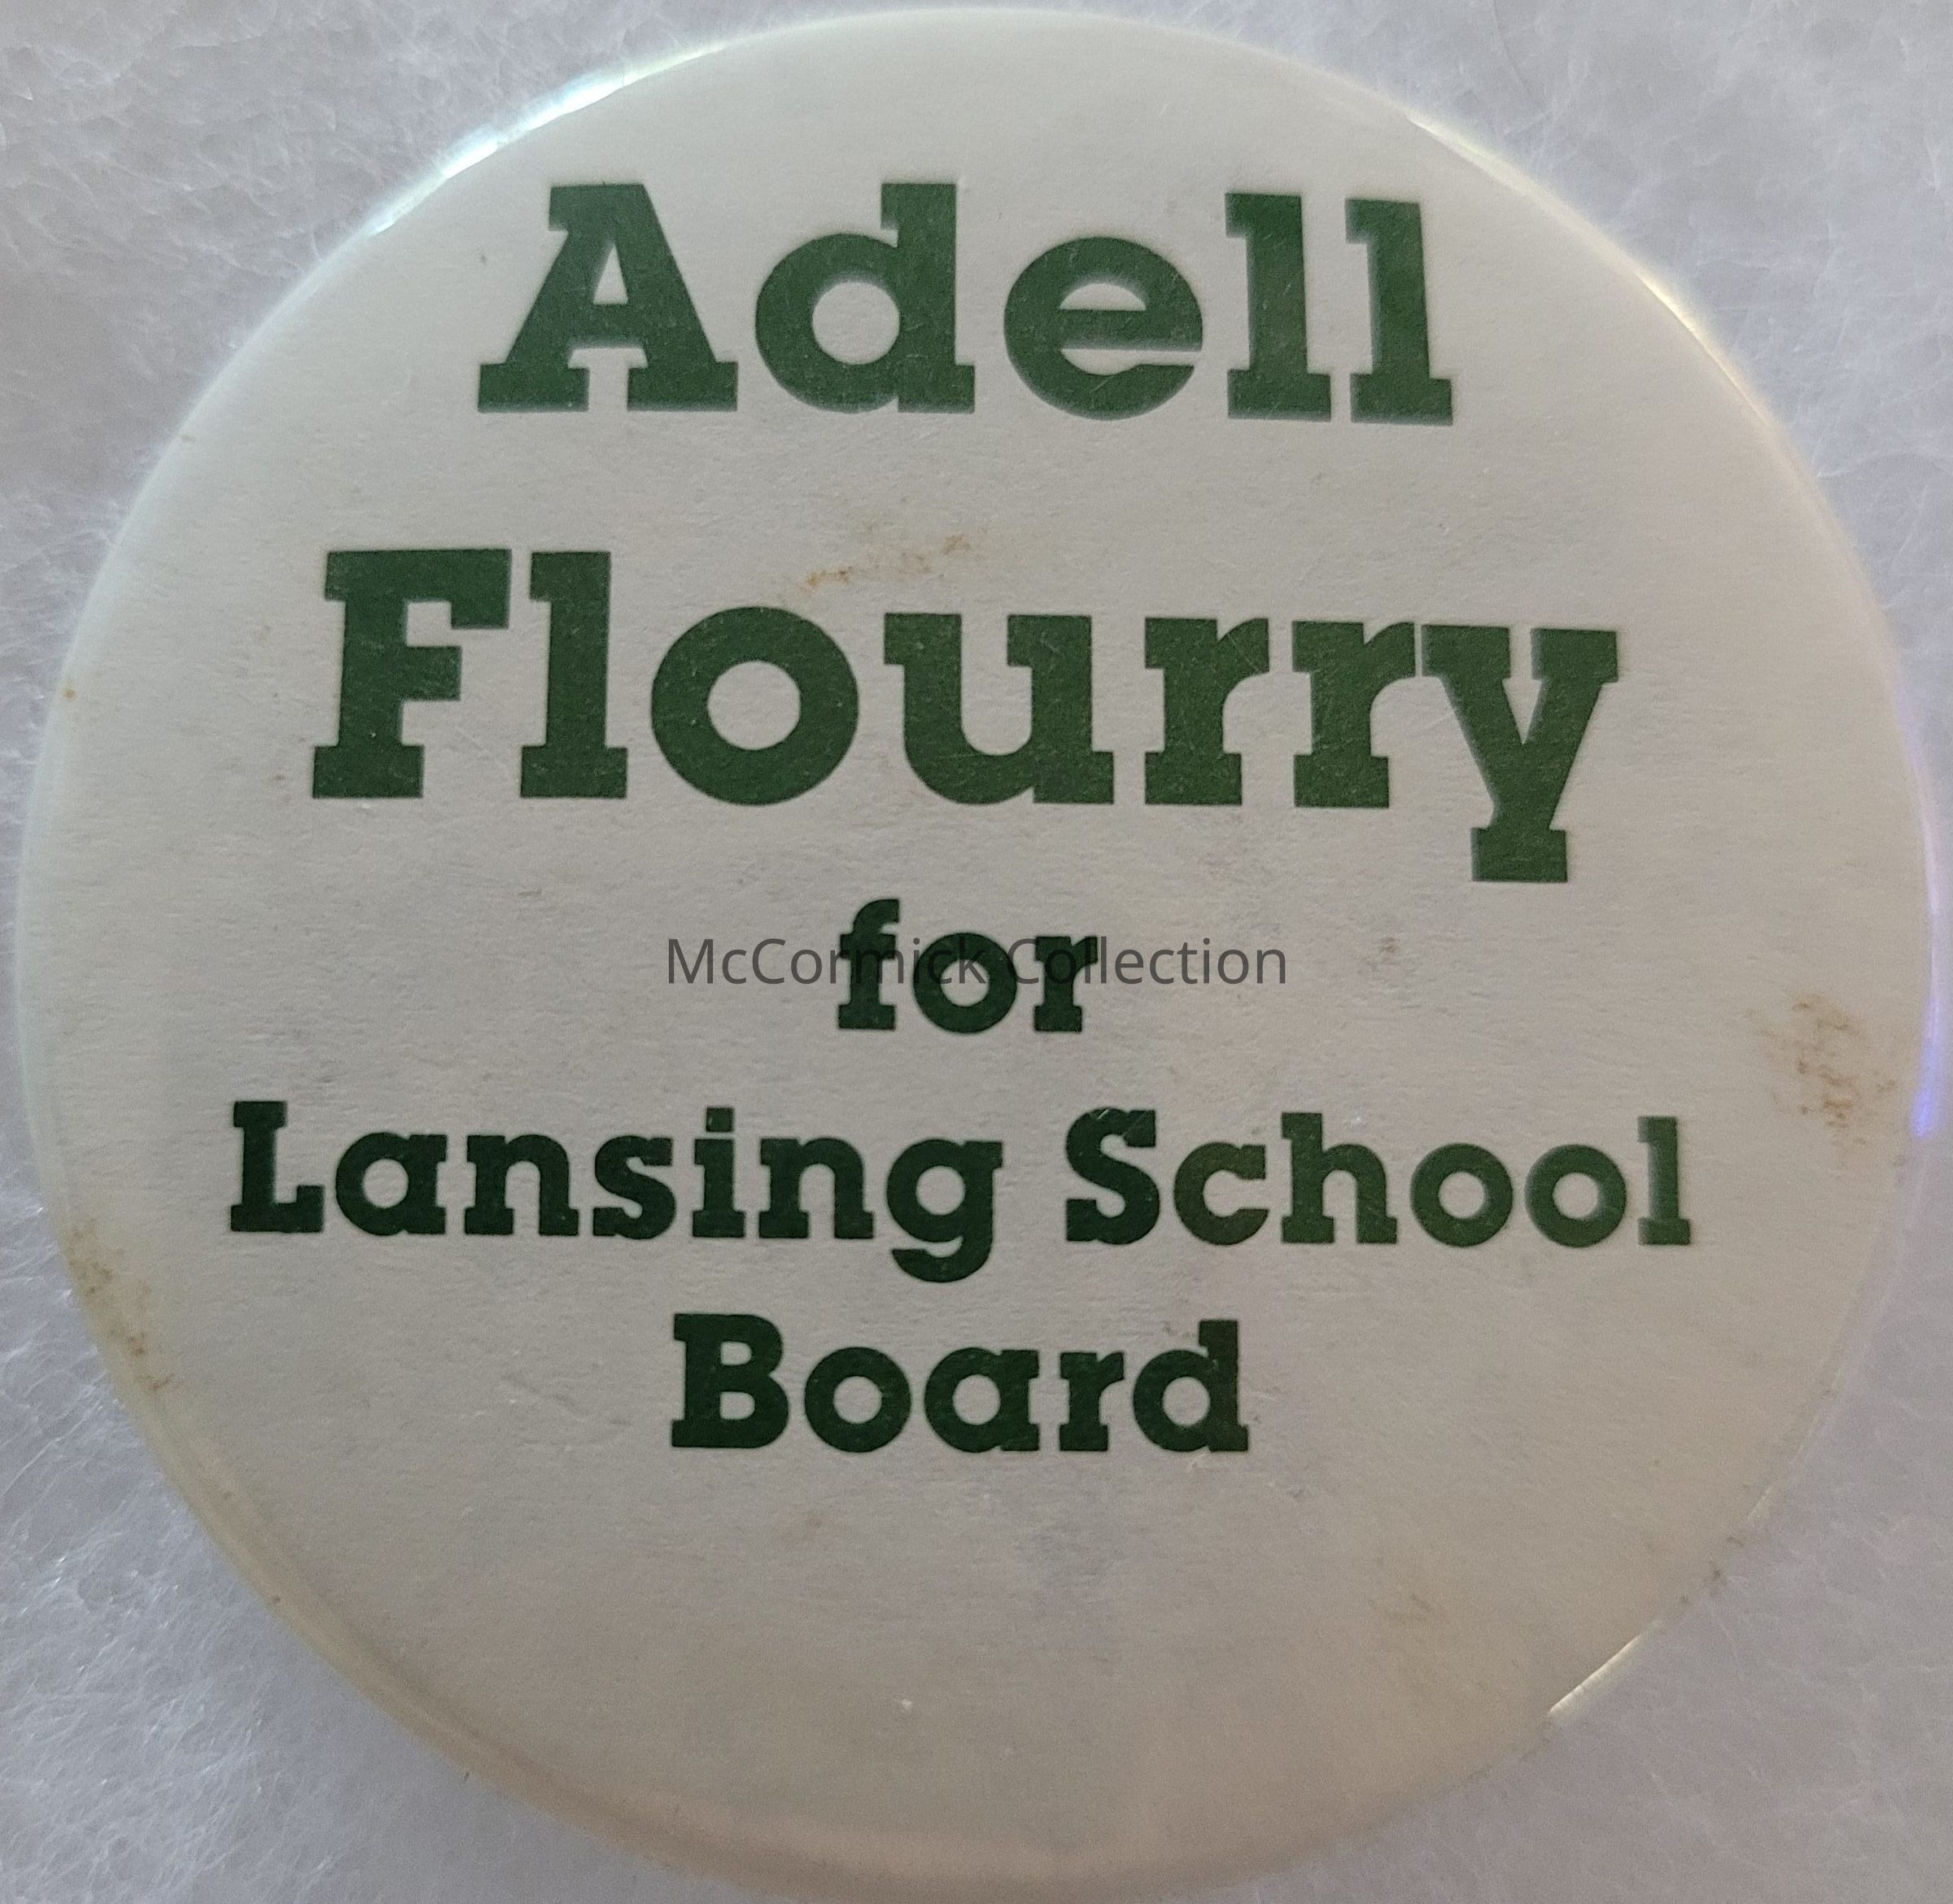 Adell
Flourry
for
McCormick Collection
Lansing School
Board